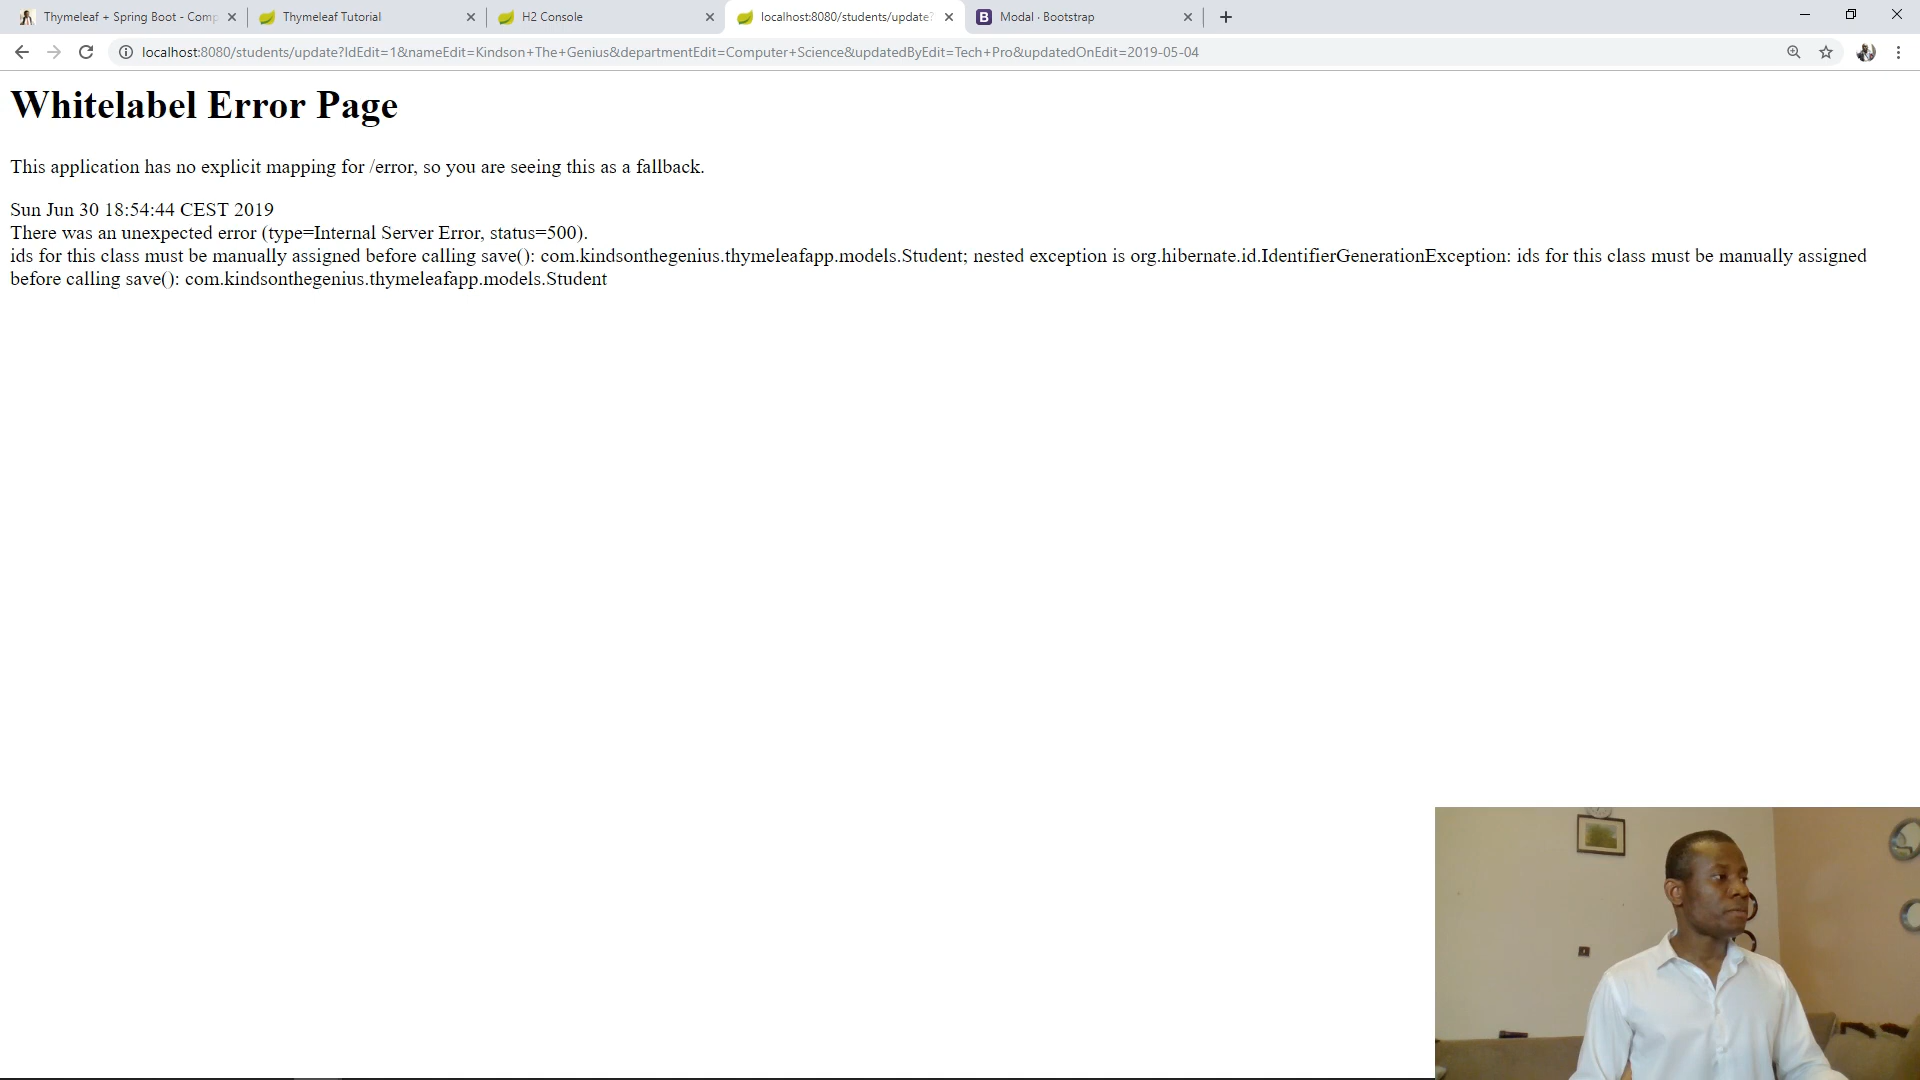 Thymeleaf + Spring Boot - Comp
Thymeleaf Tutorial
H2 Console
localhost:8080/students/update?
B Modal · Bootstrap
localhost:8080/students/update?IdEdit=1&nameEdit=Kindson+The+Genius&departmentEdit=Computer+Science&updatedByEdit=Tech+Pro&updatedOnEdit=2019-05-04
Whitelabel Error Page
This application has no explicit mapping for /error, so you are seeing this as a fallback.
Sun Jun 30 18:54:44 CEST 2019
There was an unexpected error (type=Internal Server Error, status=500).
ids for this class must be manually assigned before calling save(): com.kindsonthegenius.thymeleafapp.models.Student; nested exception is org.hibernate.id.IdentifierGenerationException: ids for this class must be manually assigned
before calling save(): com.kindsonthegenius.thymeleafapp.models.Student